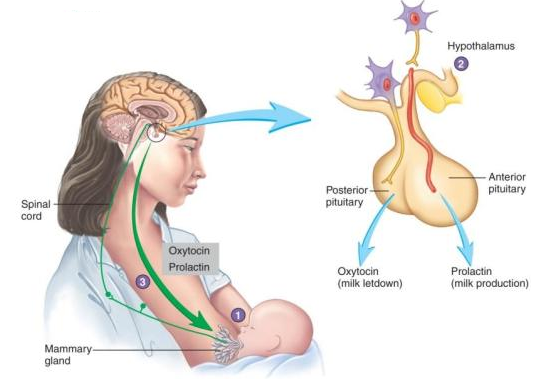 Hypothalamus
2
Anterior
pituitary
Posterior
pituitary
Spinal
cord
Oxytocin
Prolactin
Oxytocin
(milk letdown)
Prolactin
(milk production)
3
1
Mammary
gland